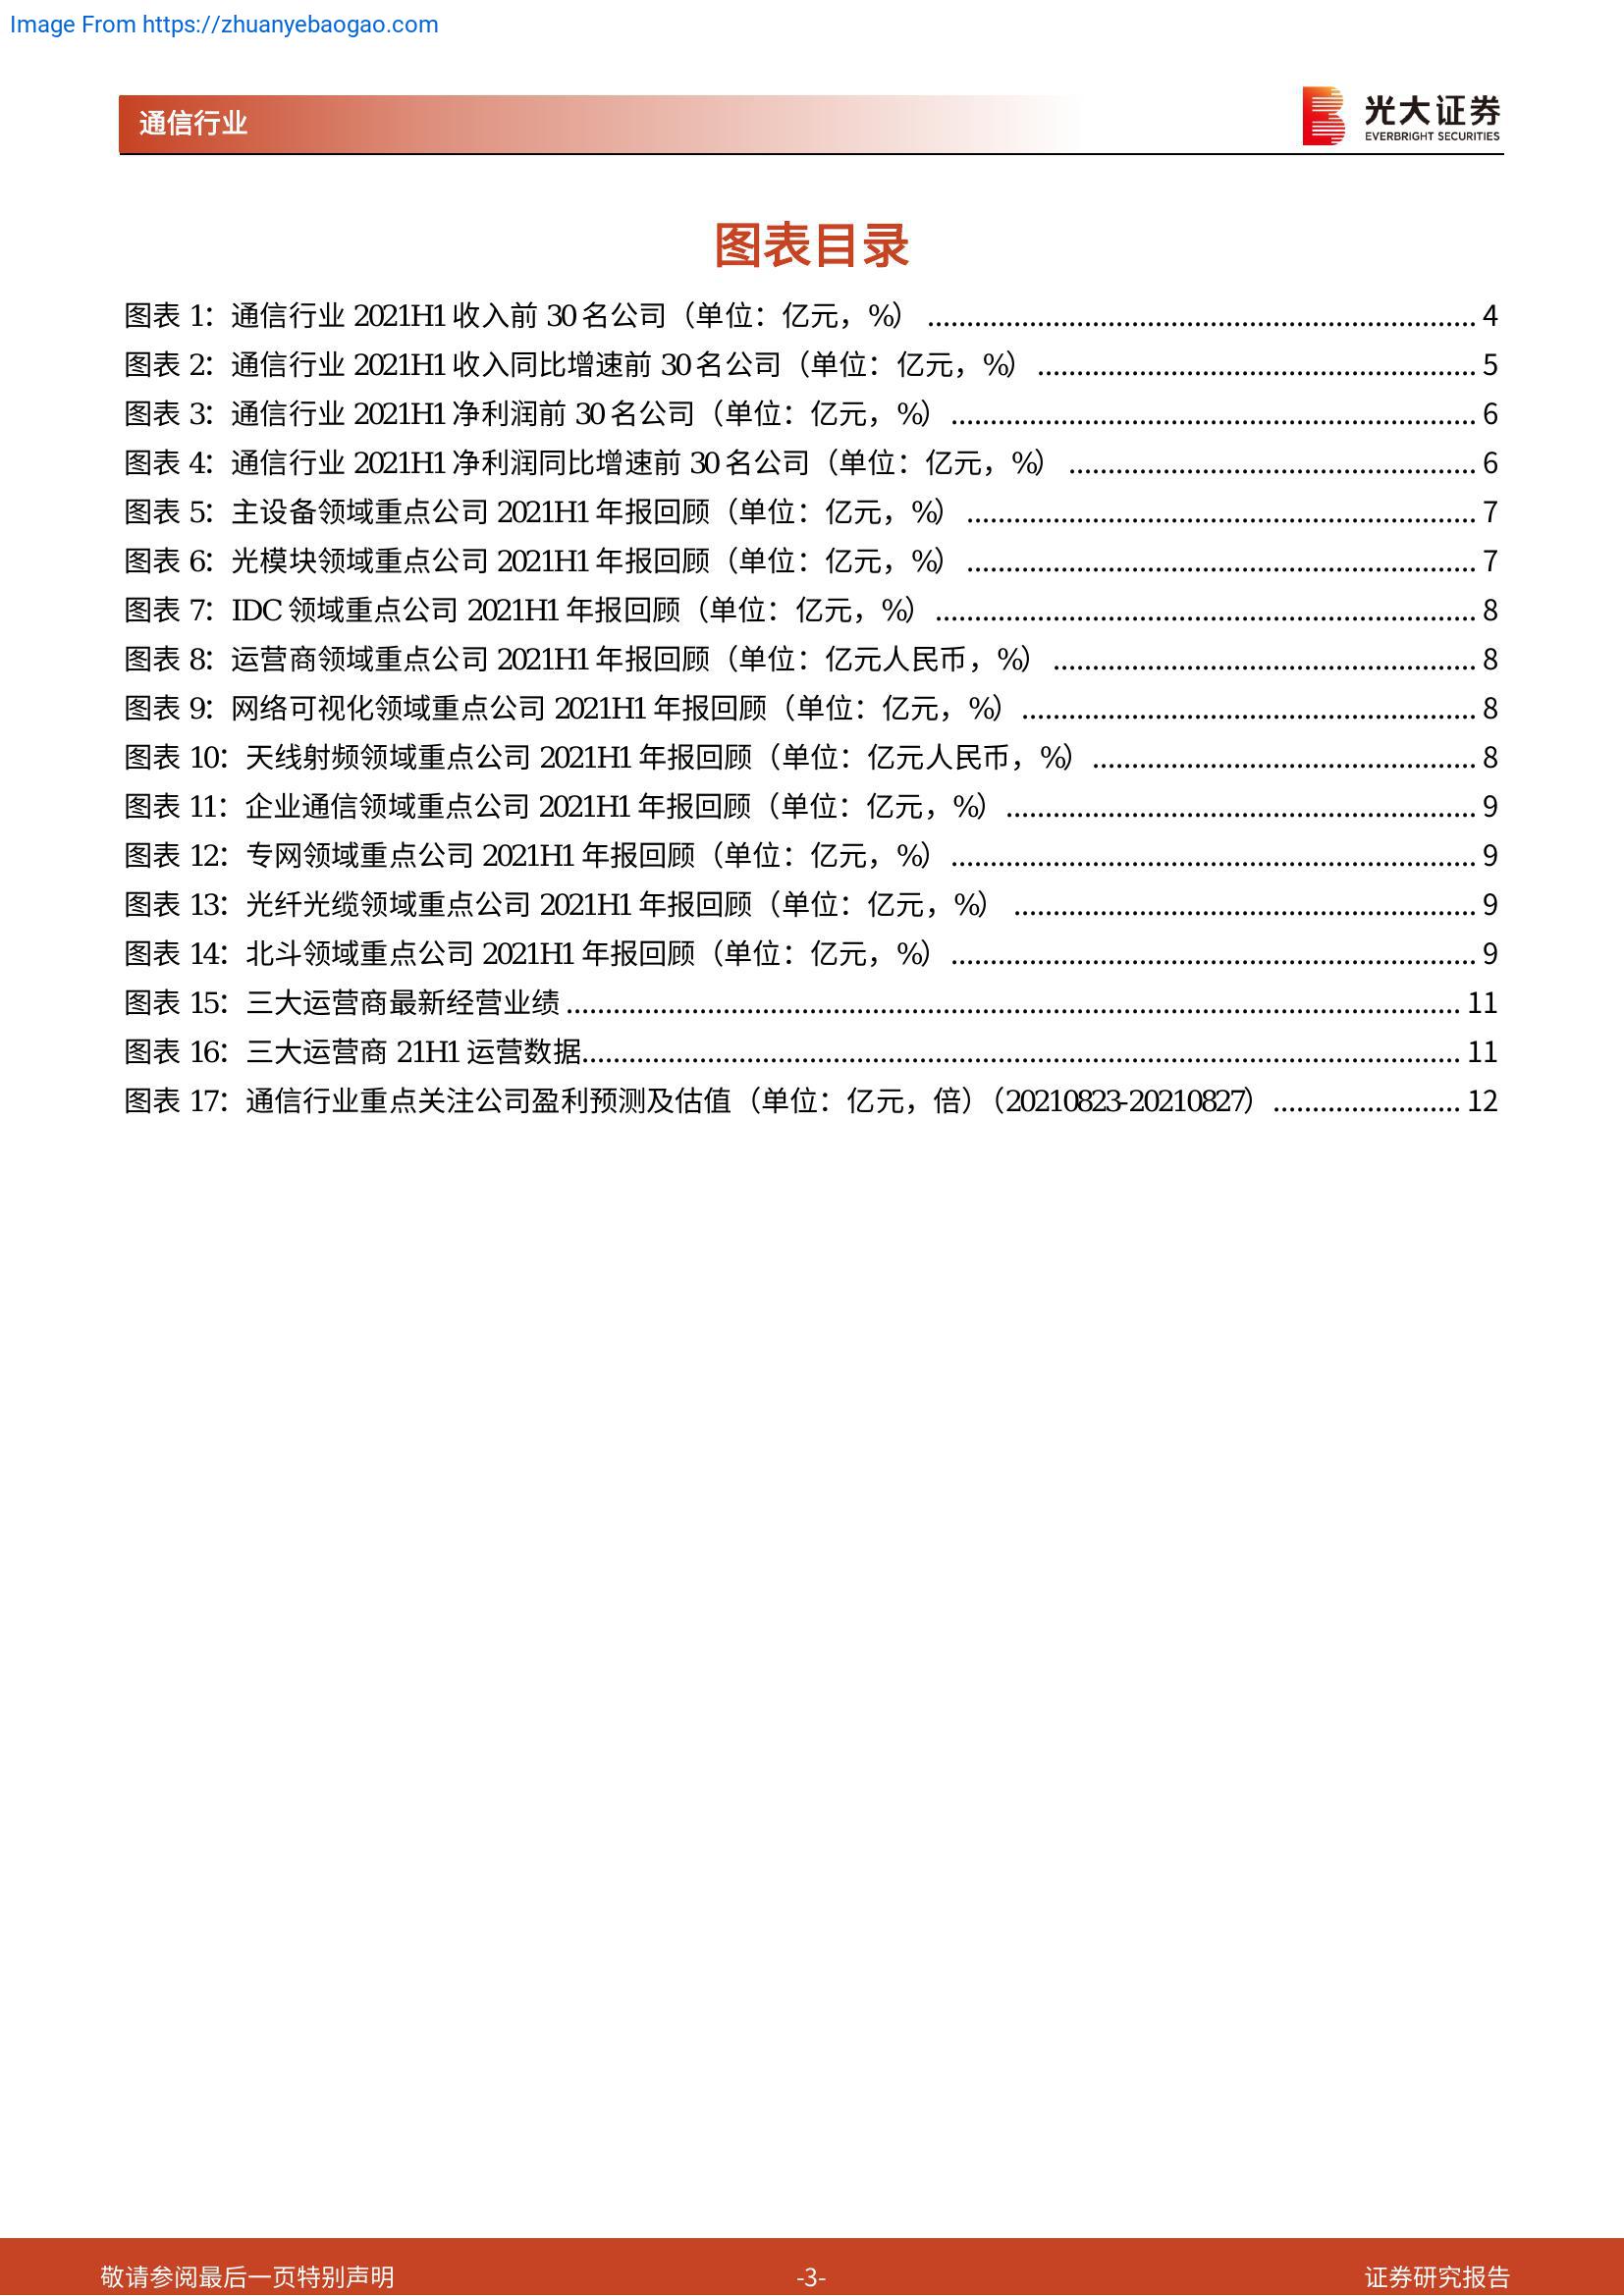 Image From https://zhuanyebaogao.com
通信行业
光大证券
EVERBRIGHT SECURITIES
图表目录
图表 1：通信行业 2021H1 收入前 30 名公司（单位：亿元，%） ........................................ 4
图表 2：通信行业 2021H1 收入同比增速前 30 名公司（单位：亿元，%） ........................................ 5
图表 3：通信行业 2021H1 净利润前 30 名公司（单位：亿元，%） ........................................ 6
图表 4：通信行业 2021H1 净利润同比增速前 30 名公司（单位：亿元，%） ........................................ 6
图表 5：主设备领域重点公司 2021H1 年报回顾（单位：亿元，%） ........................................ 7
图表 6：光模块领域重点公司 2021H1 年报回顾（单位：亿元，%） ........................................ 7
图表 7：IDC 领域重点公司 2021H1 年报回顾（单位：亿元，%） ........................................ 8
图表 8：运营商领域重点公司 2021H1 年报回顾（单位：亿元人民币，%） ........................................ 8
图表 9：网络可视化领域重点公司 2021H1 年报回顾（单位：亿元，%） ........................................ 8
图表 10：天线射频领域重点公司 2021H1 年报回顾（单位：亿元人民币，%） ........................................ 8
图表 11：企业通信领域重点公司 2021H1 年报回顾（单位：亿元，%） ........................................ 9
图表 12：专网领域重点公司 2021H1 年报回顾（单位：亿元，%） ........................................ 9
图表 13：光纤光缆领域重点公司 2021H1 年报回顾（单位：亿元，%） ........................................ 9
图表 14：北斗领域重点公司 2021H1 年报回顾（单位：亿元，%） ........................................ 9
图表 15：三大运营商最新经营业绩 ........................................ 11
图表 16：三大运营商 21H1 运营数据........................................ 11
图表 17：通信行业重点关注公司盈利预测及估值（单位：亿元，倍）（20210823-20210827） ........................ 12
敬请参阅最后一页特别声明
-3-
证券研究报告